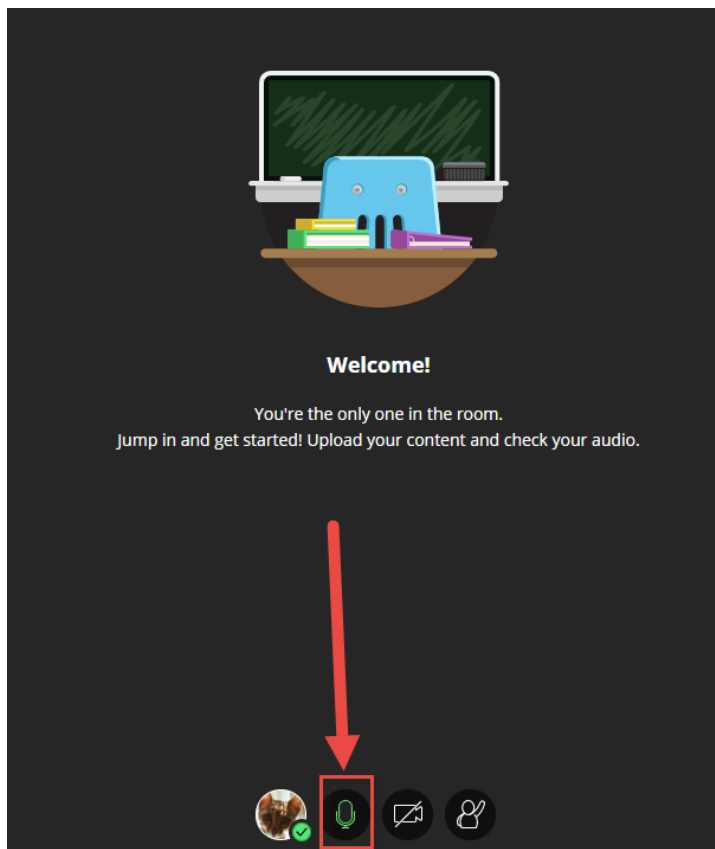 Welcome!
You're the only one in the room.
Jump in and get started! Upload your content and check your audio.